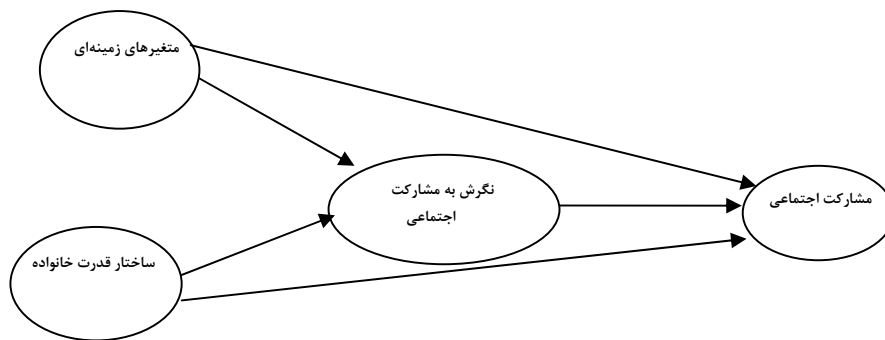 متغیرهای زمینه‌ای
نگرش به مشارکت
اجتماعی
مشارکت اجتماعی
ساختار قدرت خانواده